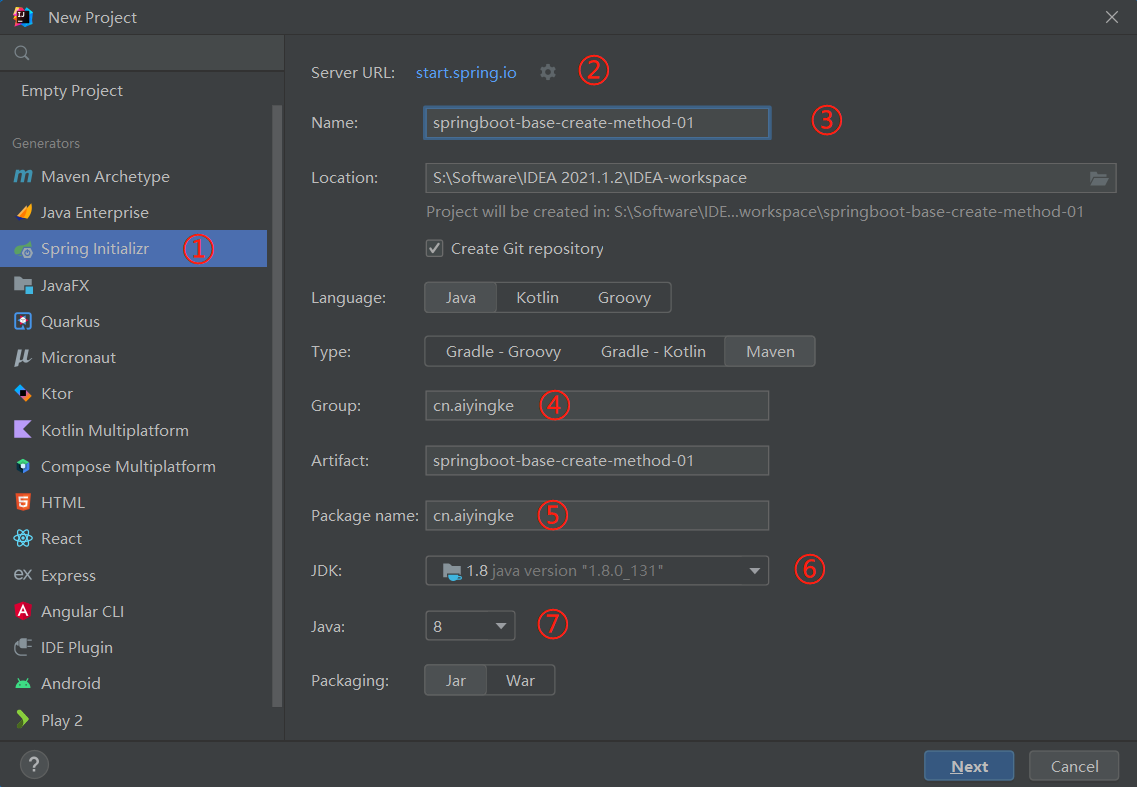 New Project
Empty Project
Generators
Maven Archetype
Java Enterprise
Spring Initializr ①
JavaFX
Quarkus
Micronaut
Ktor
Kotlin Multiplatform
Compose Multiplatform
HTML
React
Express
Angular CLI
IDE Plugin
Android
Play 2
Server URL: start.spring.io ②
Name: springboot-base-create-method-01 ③
Location: S:\Software\IDEA 2021.1.2\IDEA-workspace
Project will be created in: S:\Software\IDE...workspace\springboot-base-create-method-01
Create Git repository
Language: Java Kotlin Groovy
Type: Gradle - Groovy Gradle - Kotlin Maven
Group: cn.aiyingke ④
Artifact: springboot-base-create-method-01
Package name: cn.aiyingke ⑤
JDK: 1.8 java version "1.8.0_131" ⑥
Java: 8 ⑦
Packaging: Jar War
? Next Cancel